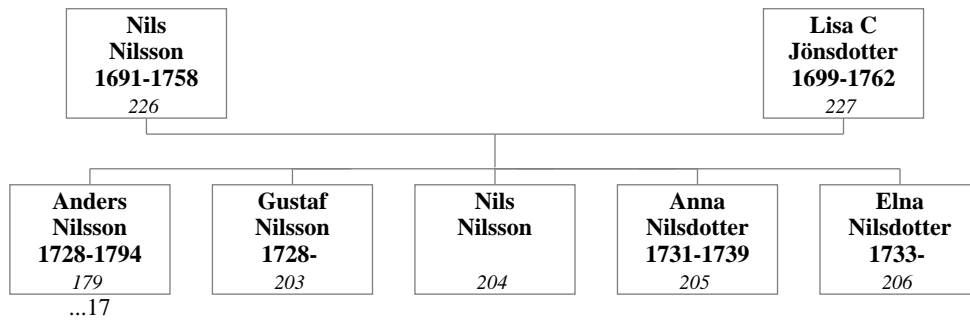 Nils
Nilsson
1691-1758
226
Lisa C
Jönsdotter
1699-1762
227
Anders
Nilsson
1728-1794
179
...17
Gustaf
Nilsson
1728-
203
Nils
Nilsson
204
Anna
Nilsdotter
1731-1739
205
Elna
Nilsdotter
1733-
206